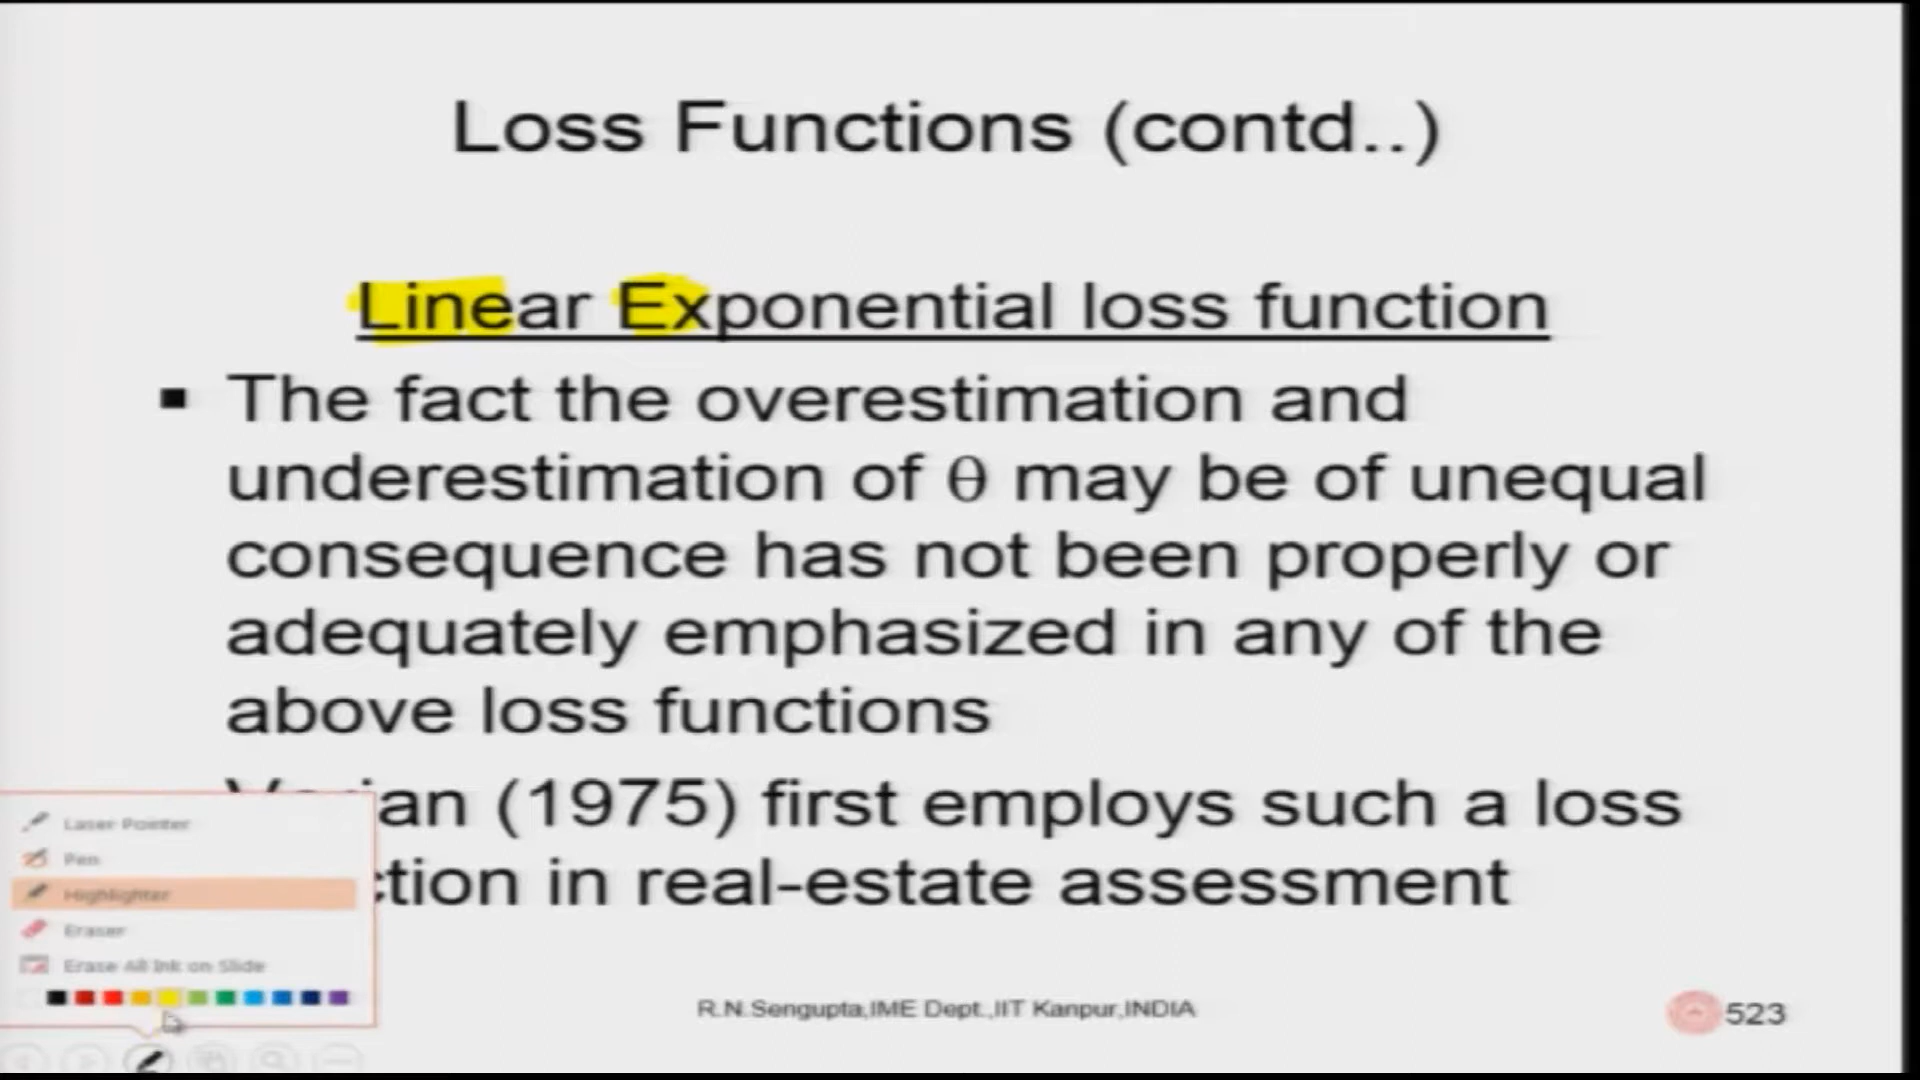 Loss Functions (contd..)
Linear Exponential loss function
▪ The fact the overestimation and
underestimation of θ may be of unequal
consequence has not been properly or
adequately emphasized in any of the
above loss functions
(1975) first employs such a loss
in real-estate assessment
Laser Pointer
Pen
Highlighter
Eraser
Erase All Ink on Slide
R.N.Sengupta,IME Dept.,IIT Kanpur,INDIA
523